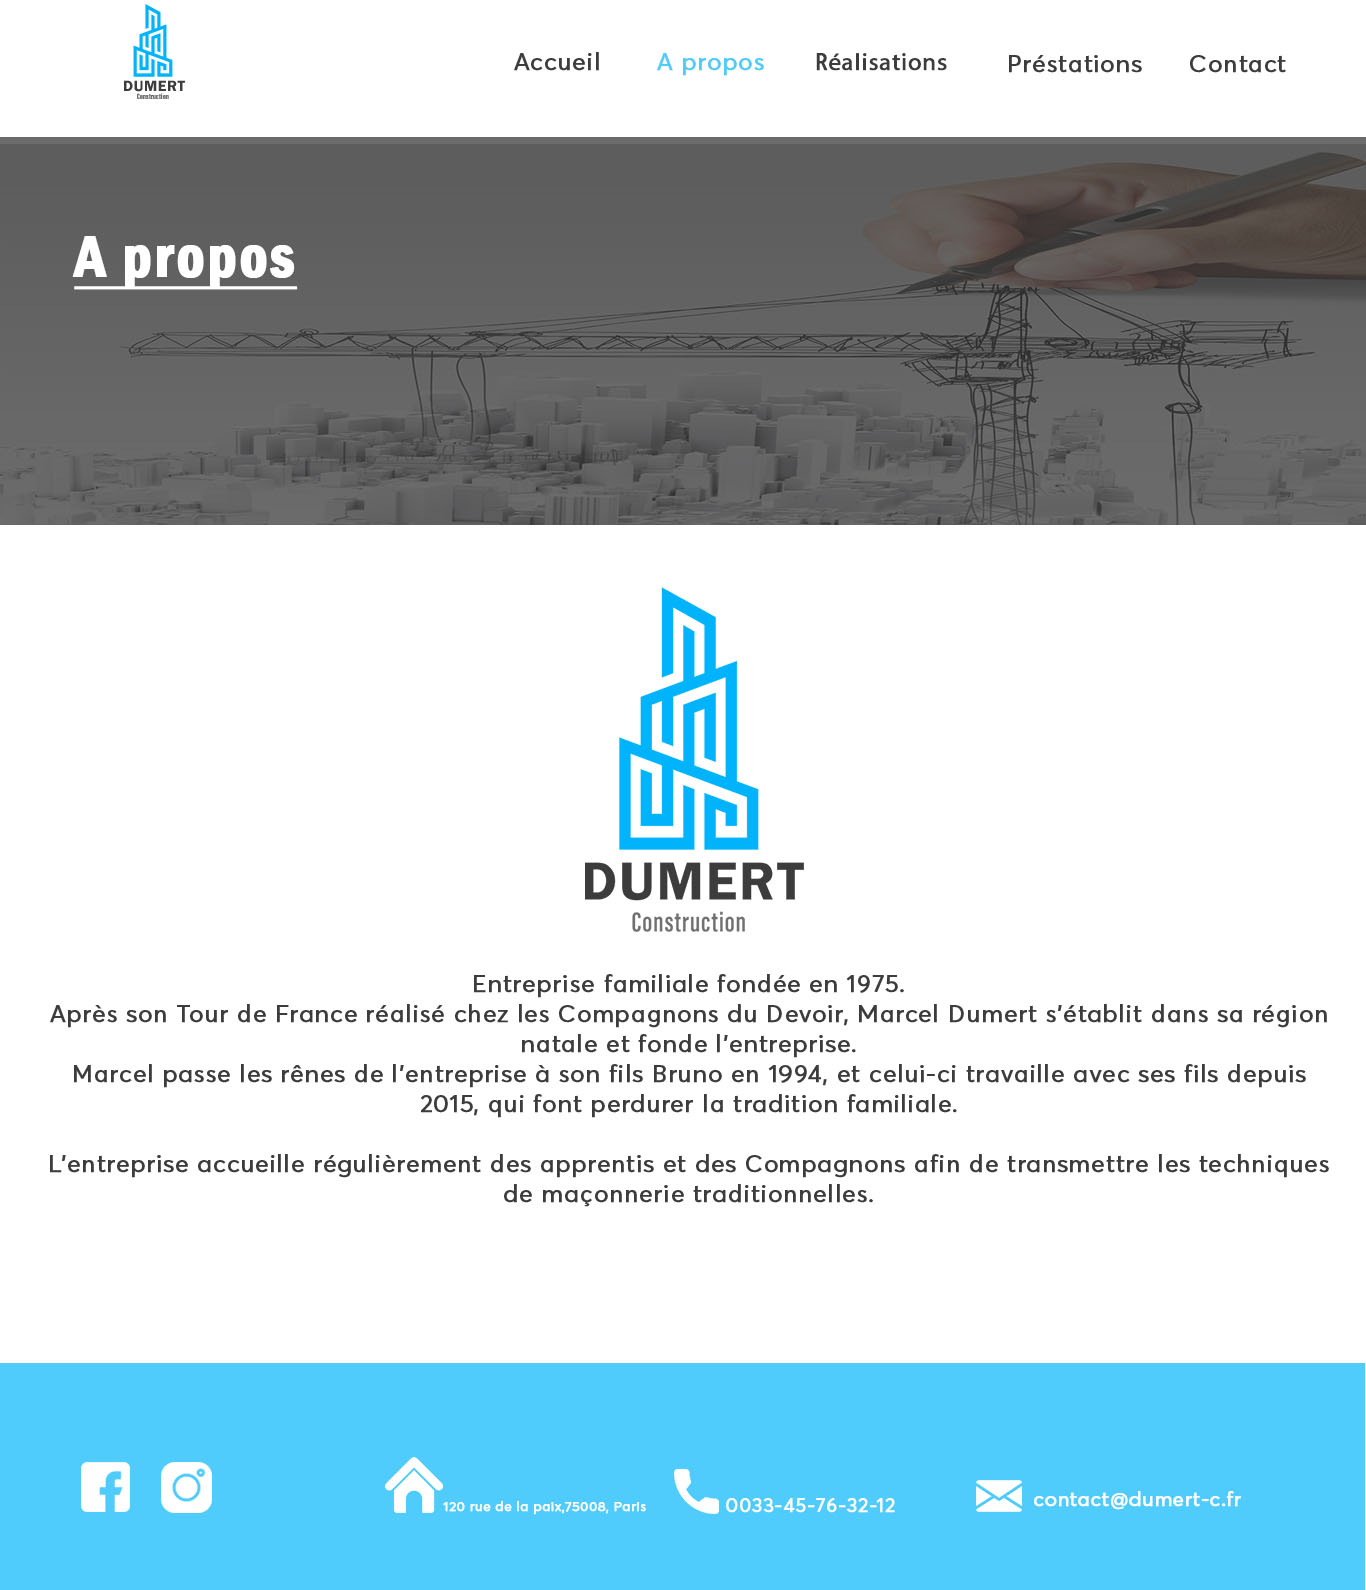 DUMERT
Construction
Accueil
A propos
Réalisations
Préstations
Contact
A propos
DUMERT
Construction
Entreprise familiale fondée en 1975.
Après son Tour de France réalisé chez les Compagnons du Devoir, Marcel Dumert s'établit dans sa région
natale et fonde l'entreprise.
Marcel passe les rênes de l'entreprise à son fils Bruno en 1994, et celui-ci travaille avec ses fils depuis
2015, qui font perdurer la tradition familiale.
L'entreprise accueille régulièrement des apprentis et des Compagnons afin de transmettre les techniques
de maçonnerie traditionnelles.
120 rue de la paix,75008, Paris
0033-45-76-32-12
contact@dumert-c.fr